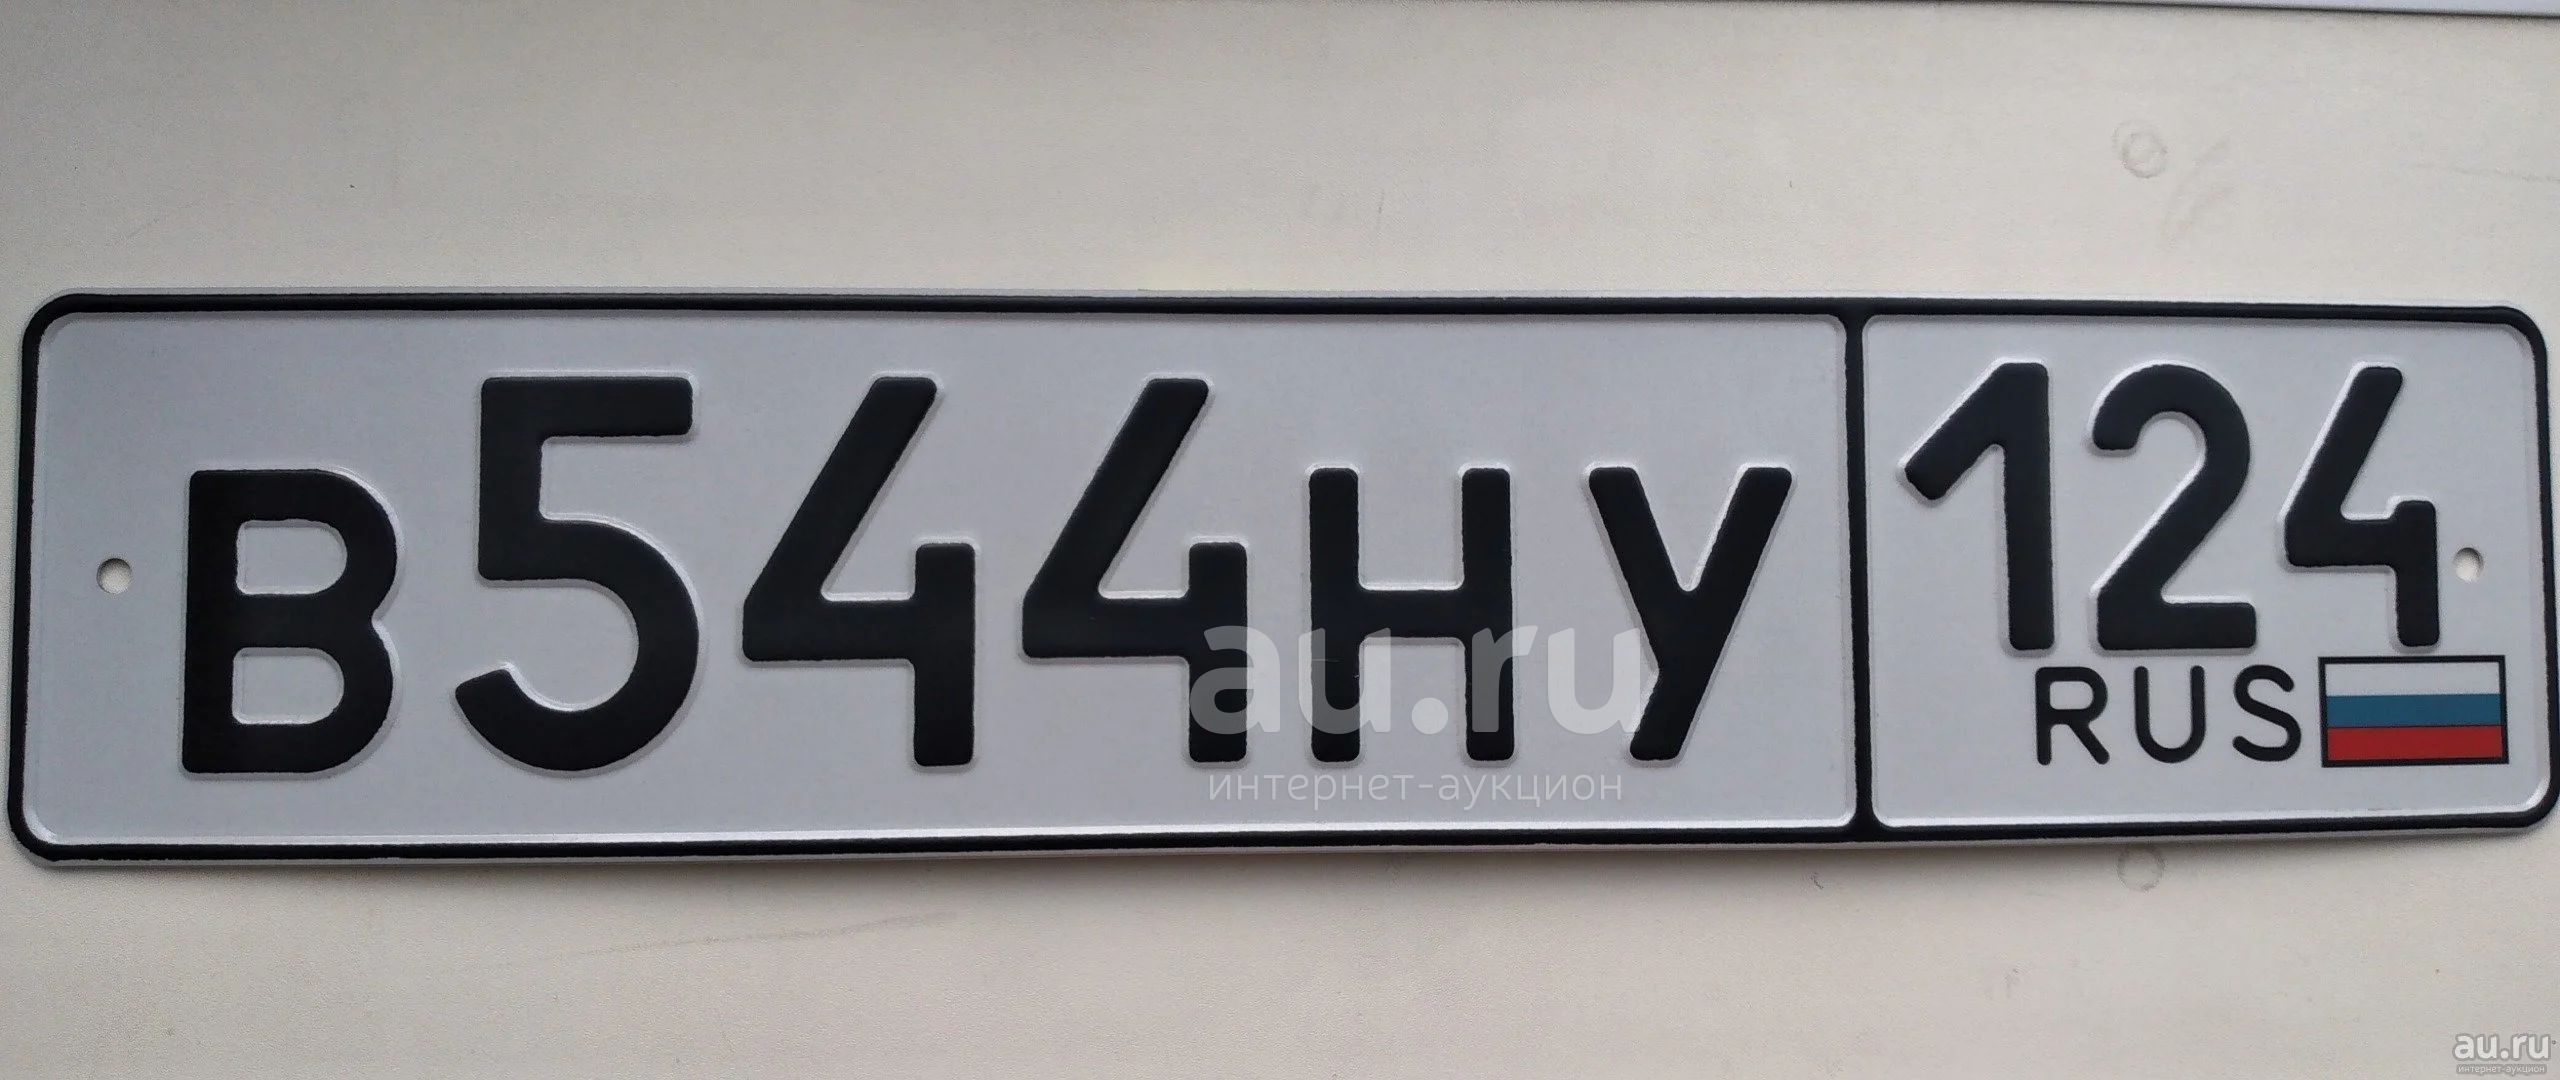 В544НУ 124
RUS
au.ru
интернет-аукцион
au.ru
интернет-аукцион